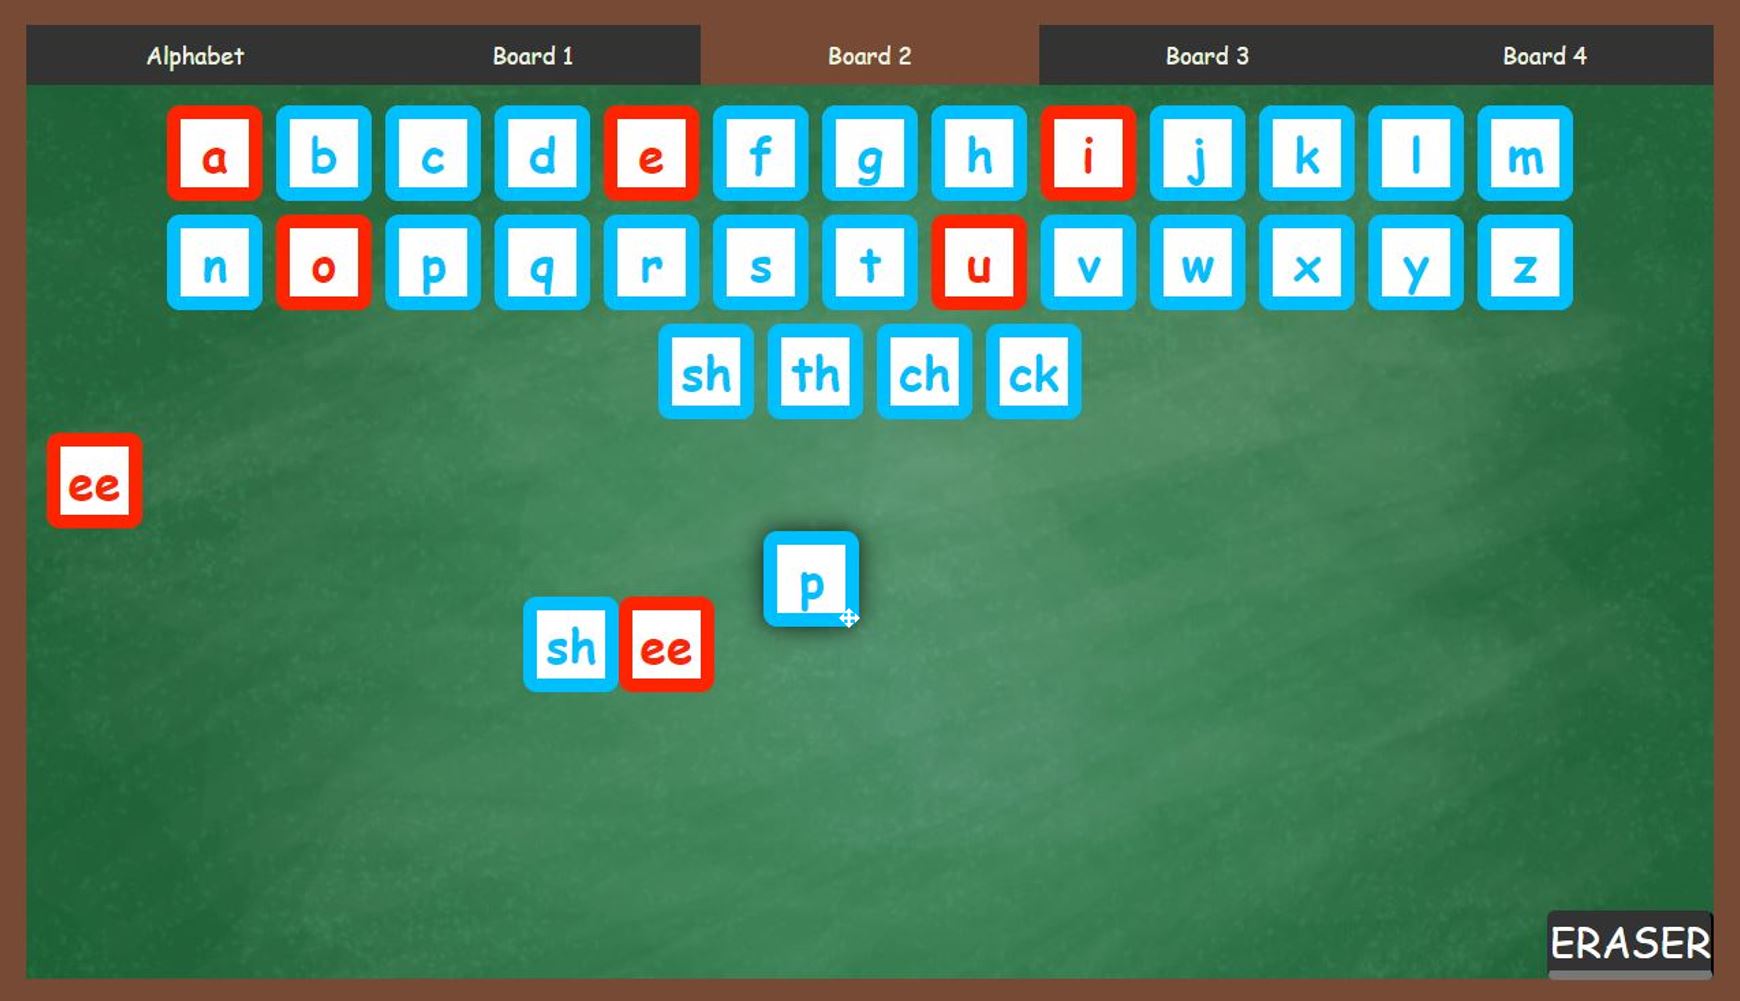 Alphabet Board 1 Board 2 Board 3 Board 4
a b c d e f g h i j k l m
n o p q r s t u v w x y z
sh th ch ck
ee
p
sh ee
ERASER